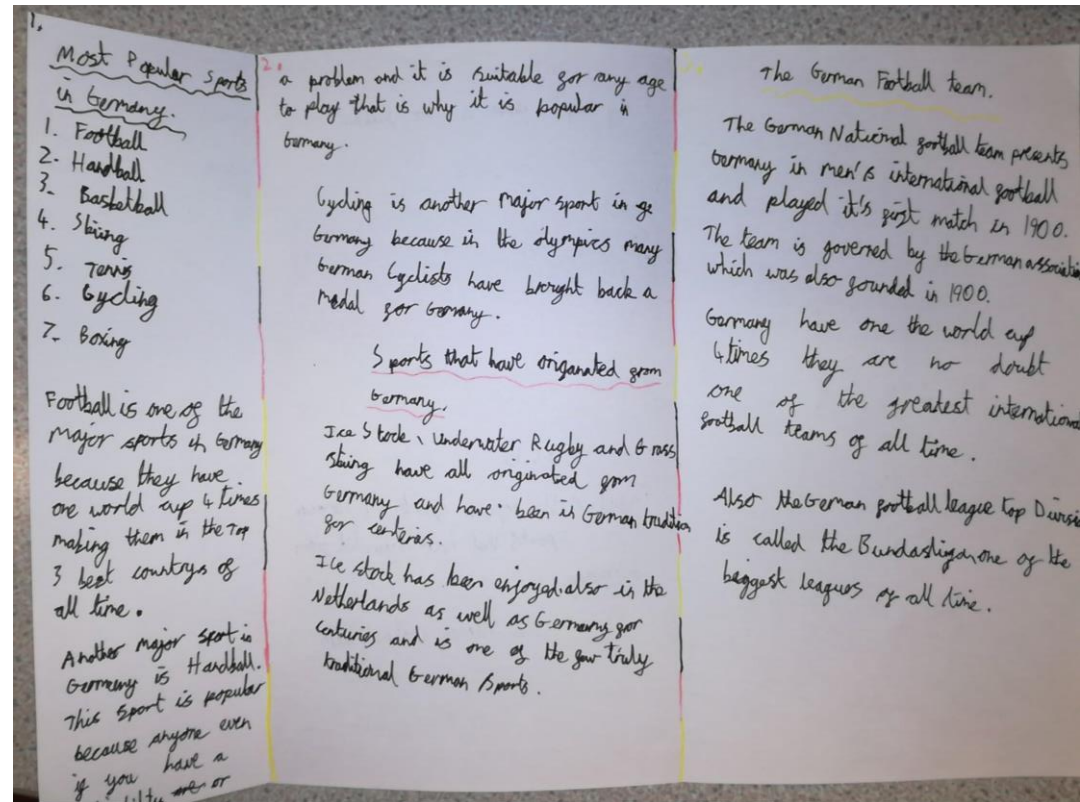 1,
Most Popular Sports
in Germany.
1. Football
2. Handball
3. Basketball
4. Skiing
5. Tennis
6. Cycling
7. Boxing
Football is one of the
major sports in Germany
because they have
one world cup 4 times
making them in the Top
3 best countrys of
all time.
Another major sport in
Germany is Handball.
This sport is popular
because anyone even
if you have a
or
2.
a problem and it is suitable for any age
to play that is why it is popular in
Germany.
Cycling is another major sport in ge
Germany because in the olympics many
German Cyclists have brought back a
medal for Germany.
Sports that have origanated from
Germany.
Ice Stock, underwater Rugby and Cross
skiing have all originated from
Germany and have been in German tradition
for centeries.
Ice stock has been enjoyed also in the
Netherlands as well as Germany for
centuries and is one of the few truly
traditional German sports.
3.
The German Football team.
The German National football team presents
Germany in men's international football
and played it's first match in 1900.
The team is governed by the German associatio
which was also founded in 1900.
Germany have one the world cup
4 times they are no doubt
one of the greatest international
football teams of all time.
Also the German football league top Divisio
is called the Bundasliga, one of the
biggest leagues of all time.